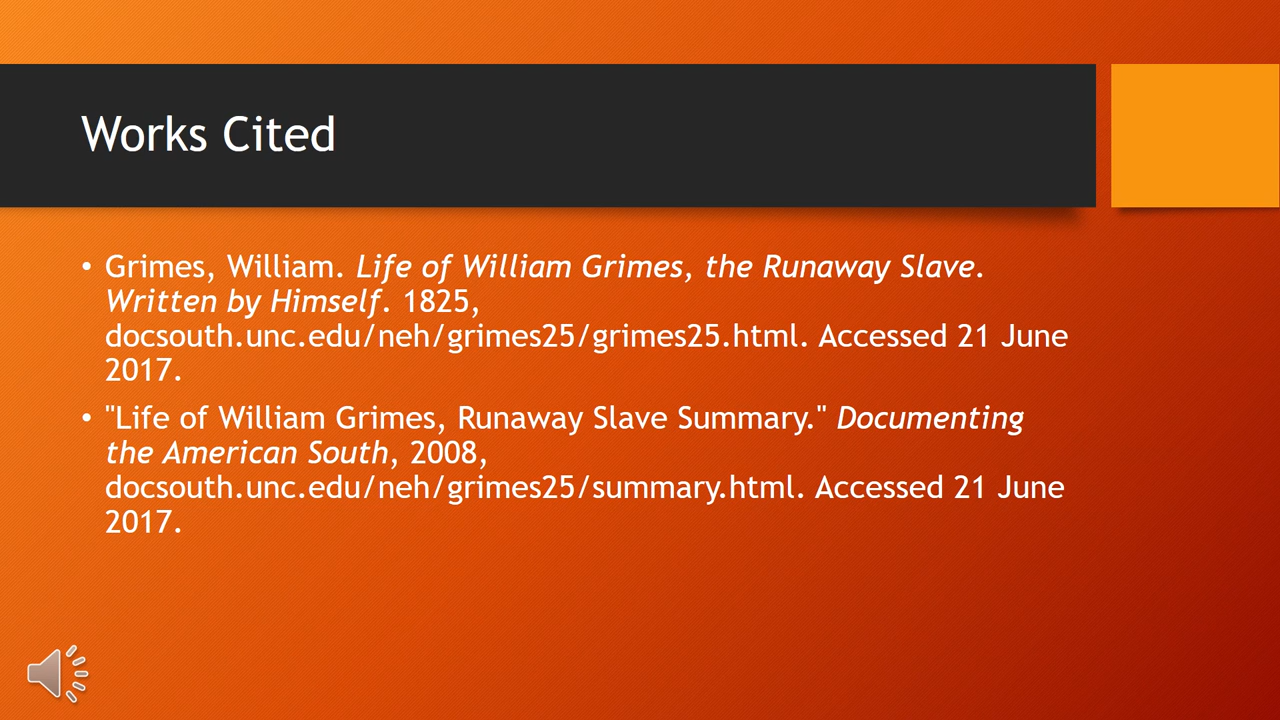 Works Cited
• Grimes, William. Life of William Grimes, the Runaway Slave.
Written by Himself. 1825,
docsouth.unc.edu/neh/grimes25/grimes25.html. Accessed 21 June
2017.
• "Life of William Grimes, Runaway Slave Summary." Documenting
the American South, 2008,
docsouth.unc.edu/neh/grimes25/summary.html. Accessed 21 June
2017.